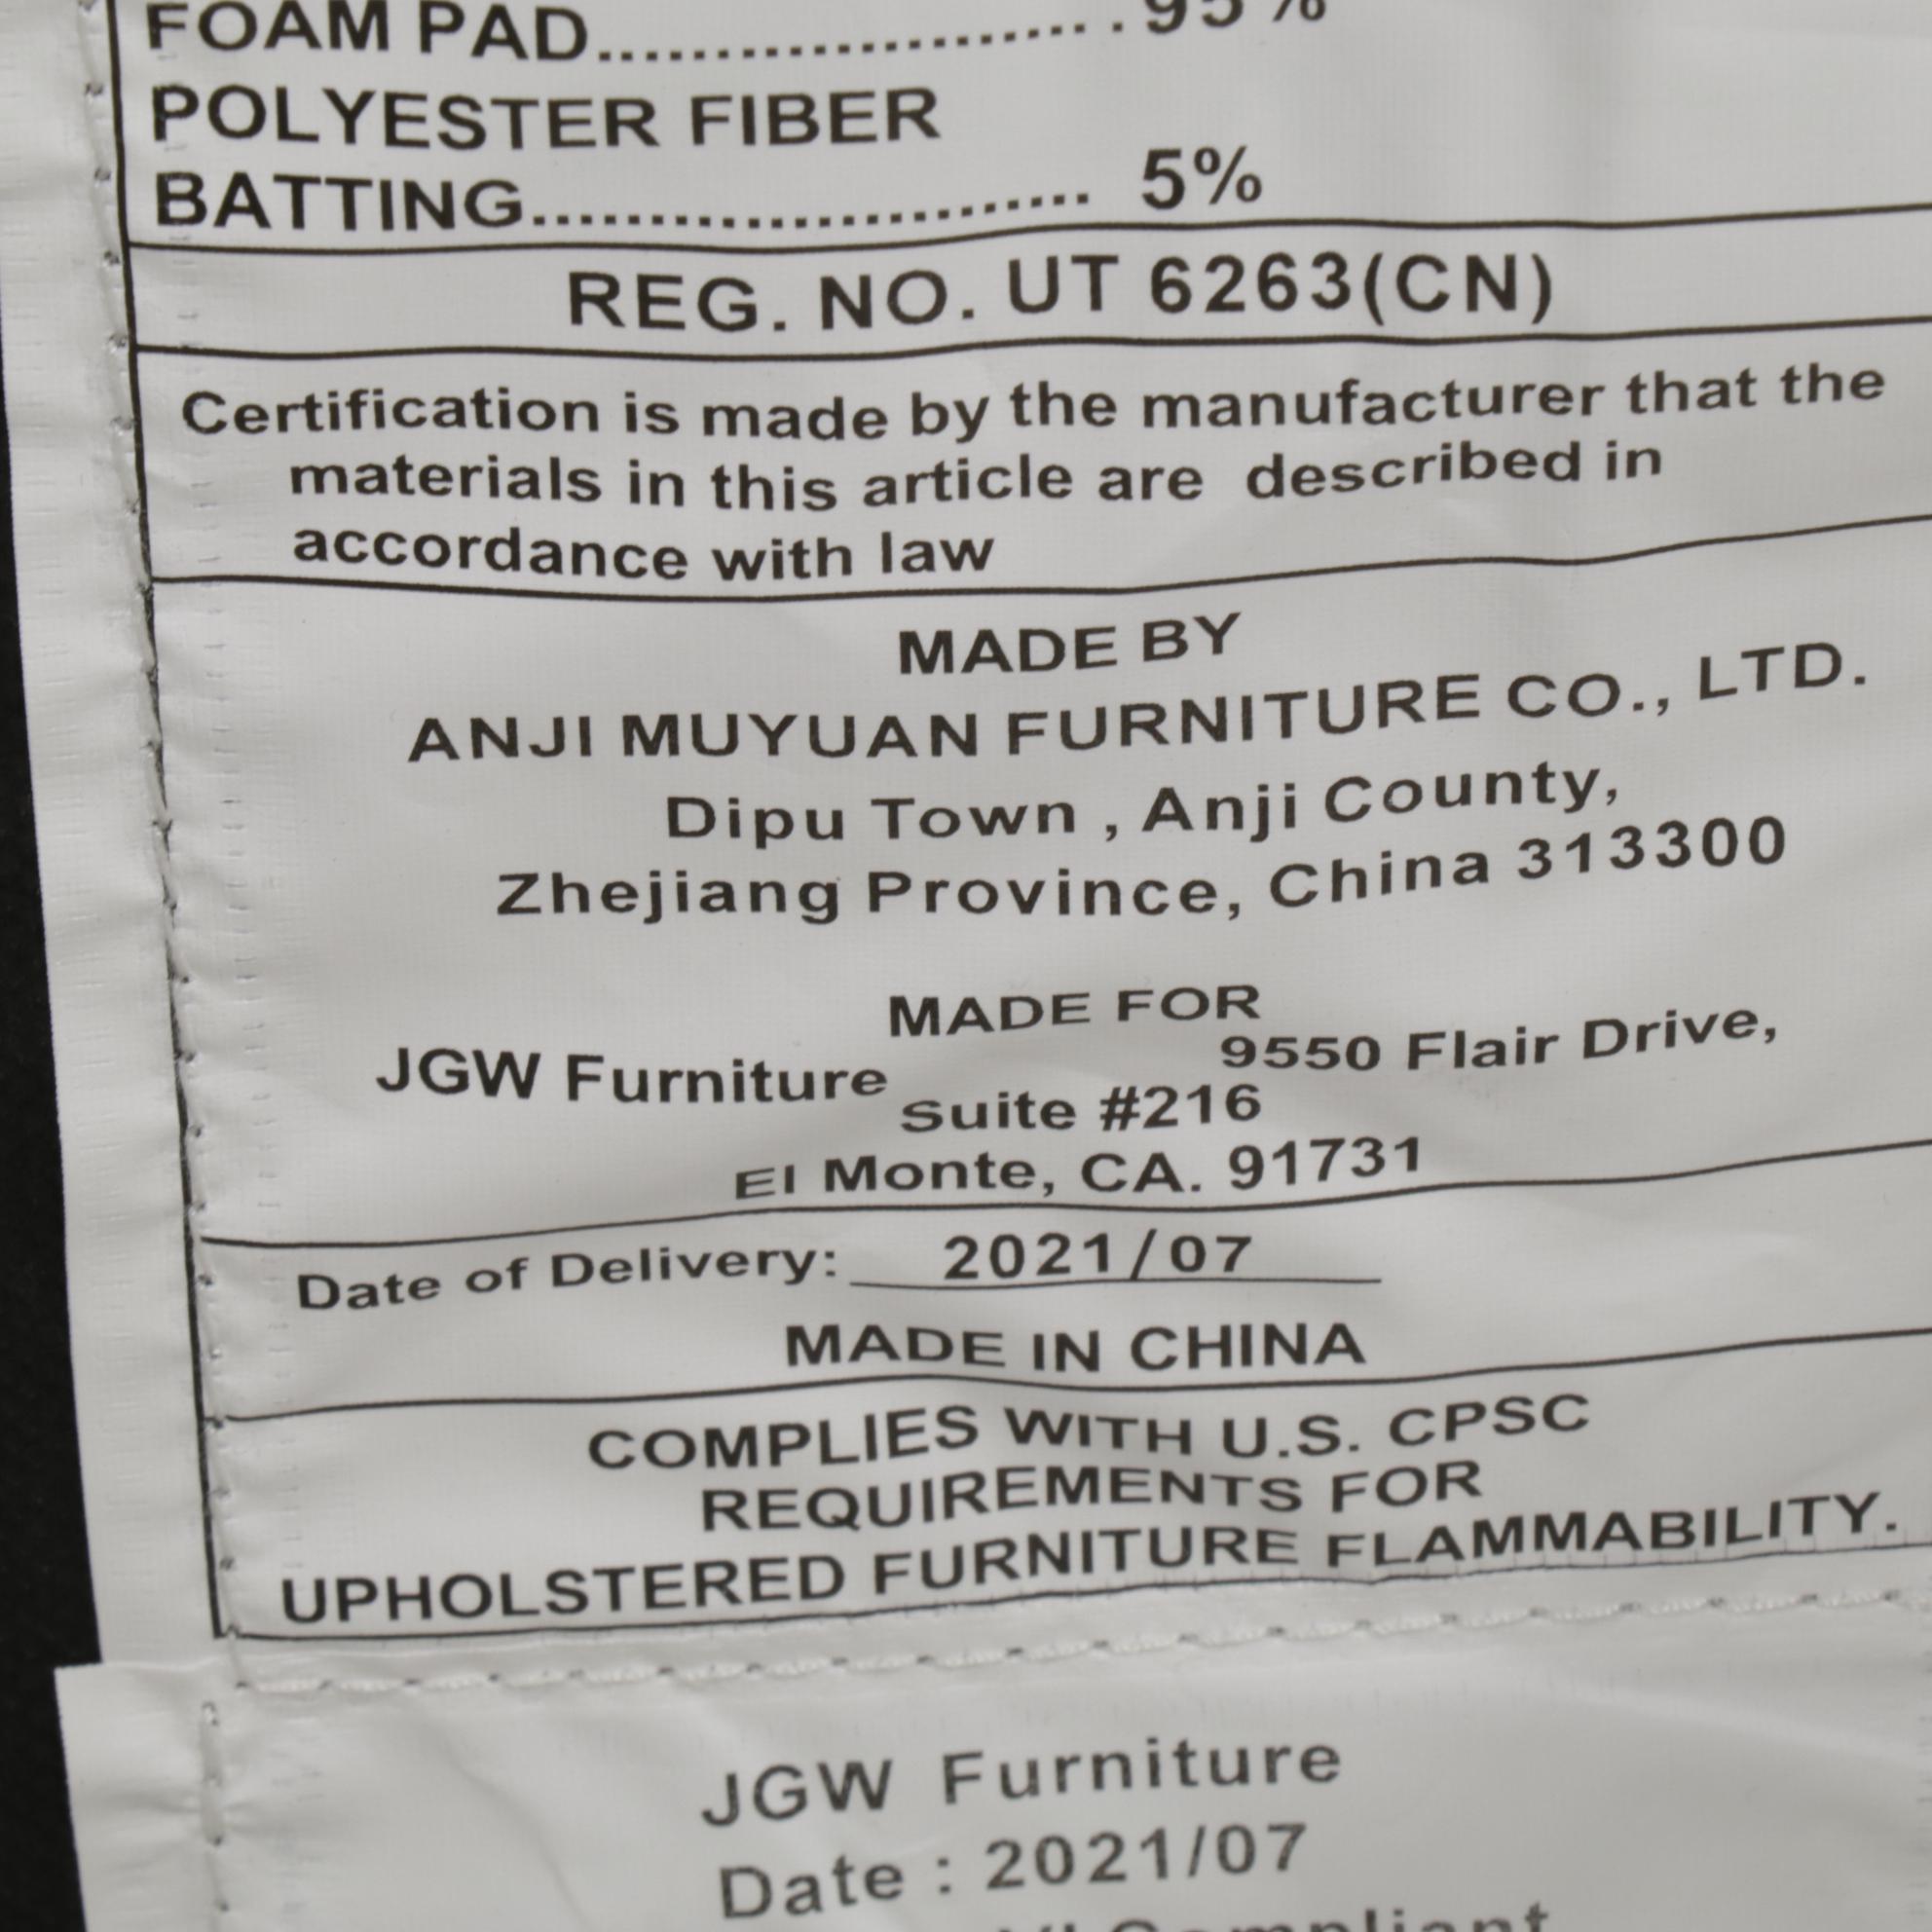 FOAM PAD......................95%
POLYESTER FIBER
BATTING........................ 5%
REG. NO. UT 6263(CN)
Certification is made by the manufacturer that the
materials in this article are described in
accordance with law
MADE BY
ANJI MUYUAN FURNITURE CO., LTD.
Dipu Town , Anji County,
Zhejiang Province, China 313300
MADE FOR
JGW Furniture 9550 Flair Drive,
Suite #216
El Monte, CA. 91731
Date of Delivery: 2021/07
MADE IN CHINA
COMPLIES WITH U.S. CPSC
REQUIREMENTS FOR
UPHOLSTERED FURNITURE FLAMMABILITY.
JGW Furniture
Date : 2021/07
Compliant